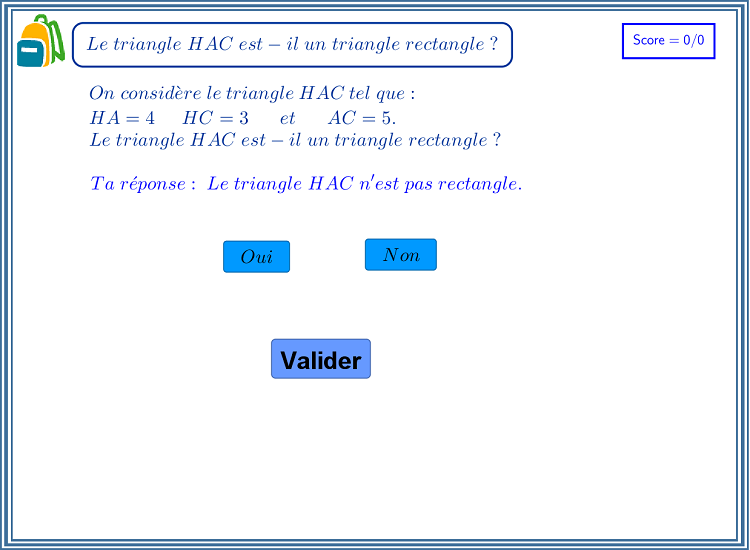 Le triangle HAC est – il un triangle rectangle ?
Score = 0/0
On considère le triangle HAC tel que :
HA = 4 HC = 3 et AC = 5.
Le triangle HAC est – il un triangle rectangle ?
Ta réponse : Le triangle HAC n'est pas rectangle.
Oui Non
Valider